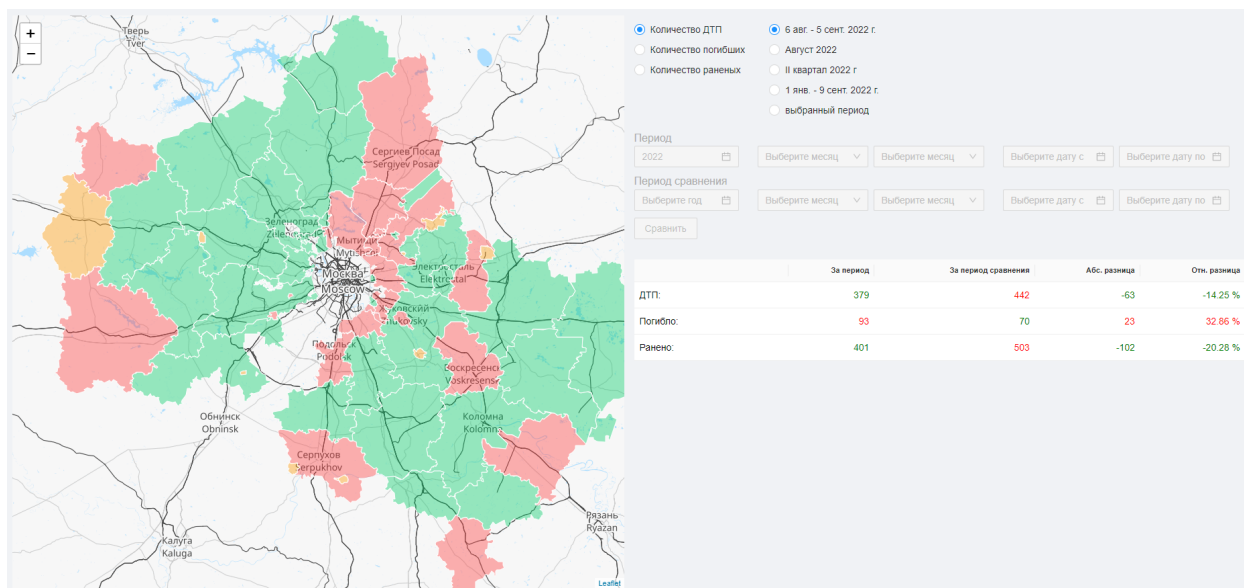 +
−
Тверь
Tver
Сергиев Посад
Sergiyev Posad
Зеленоград
Zelenograd
Мытищи
Mytishchi
Москва
Moscow
Электросталь
Elektrostal
Жуковский
Zhukovsky
Подольск
Podolsk
Воскресенск
Voskresensk
Обнинск
Obninsk
Коломна
Kolomna
Серпухов
Serpukhov
Калуга
Kaluga
Рязань
Ryazan
Leaflet
Количество ДТП
Количество погибших
Количество раненых
6 авг. - 5 сент. 2022 г.
Август 2022
II квартал 2022 г
1 янв. - 9 сент. 2022 г.
выбранный период
Период
2022 Выберите месяц Выберите месяц Выберите дату с Выберите дату по
Период сравнения
Выберите год Выберите месяц Выберите месяц Выберите дату с Выберите дату по
Сравнить
За период За период сравнения Абс. разница Отн. разница
ДТП: 379 442 -63 -14.25 %
Погибло: 93 70 23 32.86 %
Ранено: 401 503 -102 -20.28 %